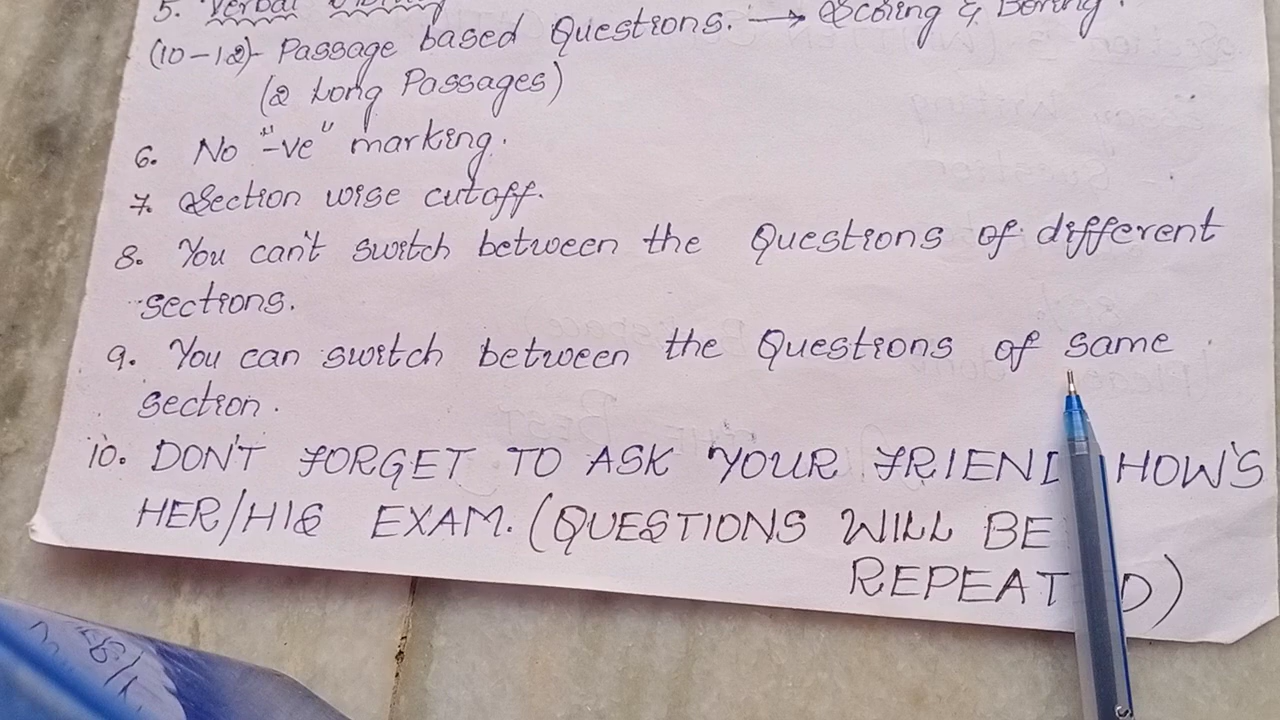 5. Verbal
(10-12)- Passage based Questions. → Scoring & Boring.
(2 Long Passages)
6. No "-ve" marking.
7. Section wise cutoff.
8. You can't switch between the Questions of different
sections.
9. You can switch between the Questions of same
section.
10. DON'T FORGET TO ASK YOUR FRIEND HOW'S
HER/HIS EXAM. (QUESTIONS WILL BE
REPEATED)